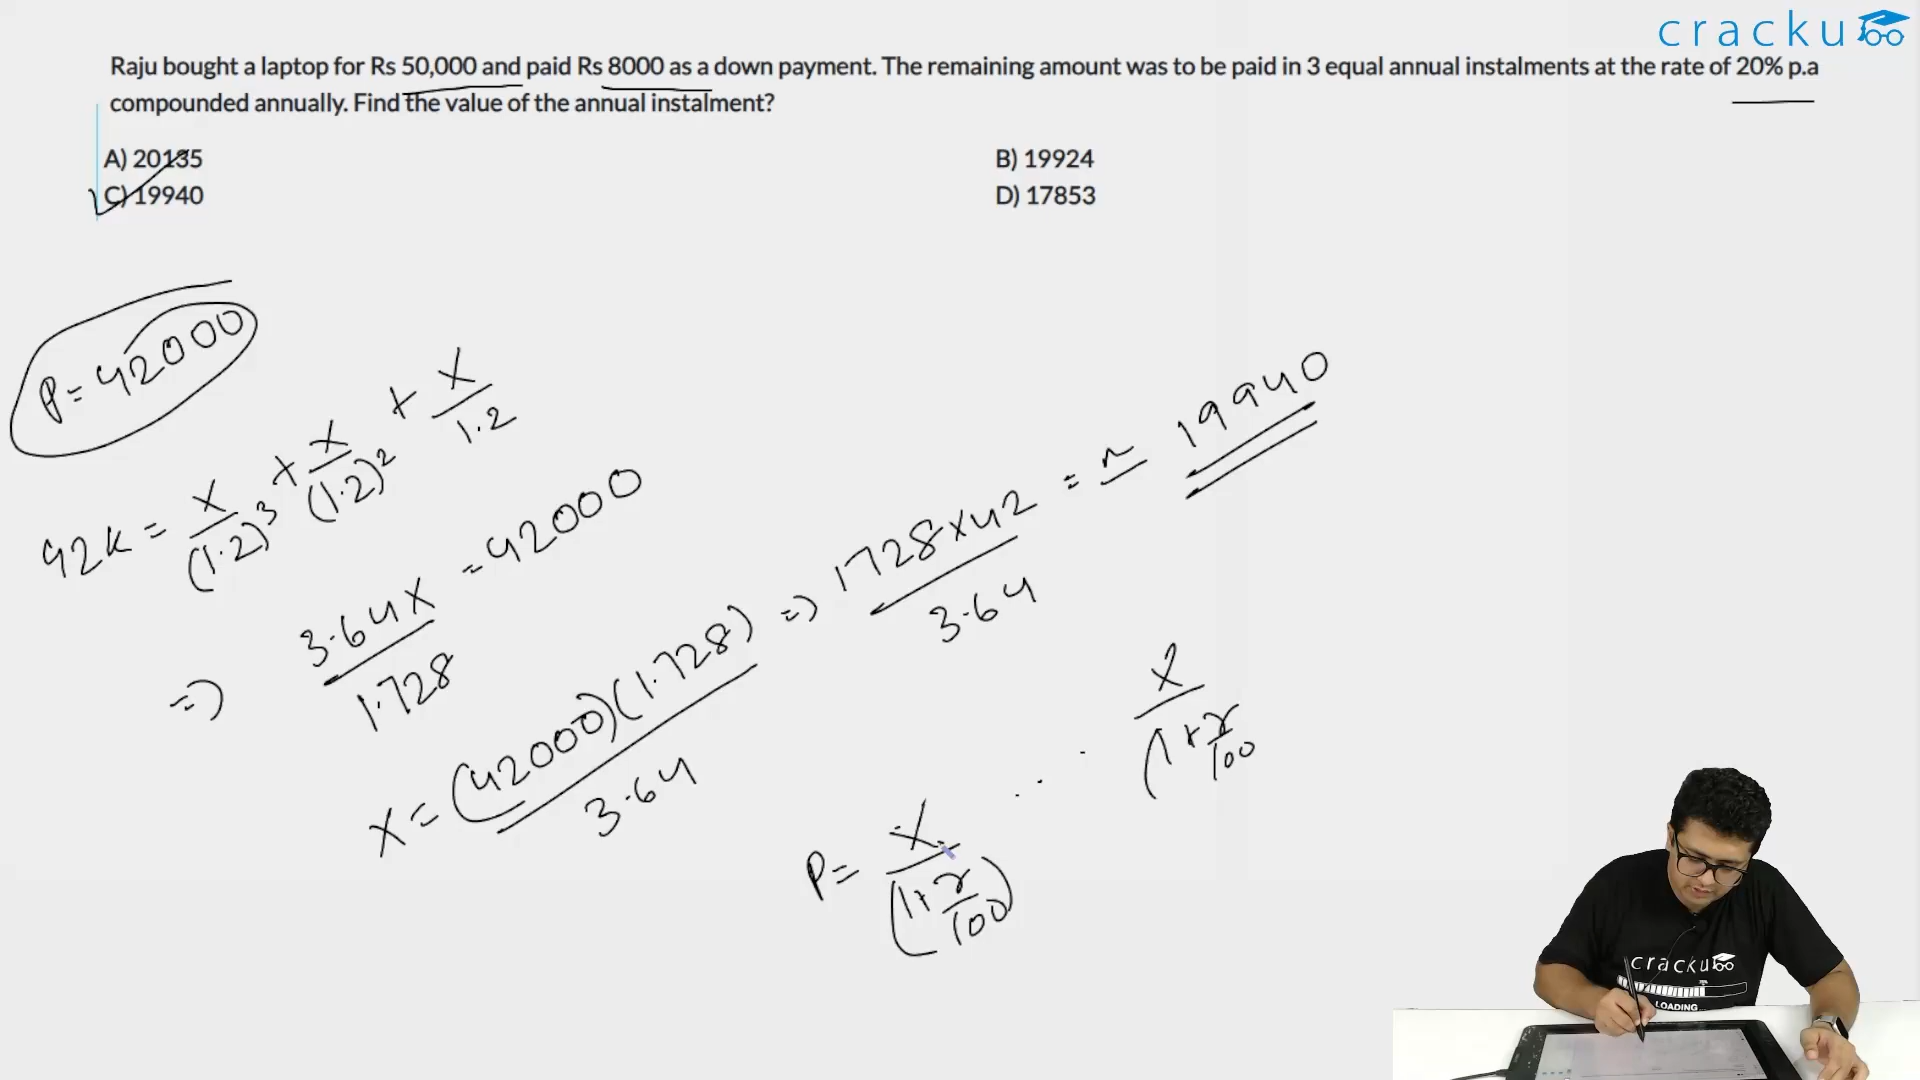 cracku
Raju bought a laptop for Rs 50,000 and paid Rs 8000 as a down payment. The remaining amount was to be paid in 3 equal annual instalments at the rate of 20% p.a
compounded annually. Find the value of the annual instalment?
A) 20135
B) 19924
C) 19940
D) 17853
P = 42000
42k = x/(1.2)^3 + x/(1.2)^2 + x/1.2
=> 3.64x/1.728 = 42000
x = (42000)(1.728)/3.64 => 1728x42/3.64 = ~ 19940
P = x/(1+r/100) ... x/(1+r/100
cracku
LOADING..